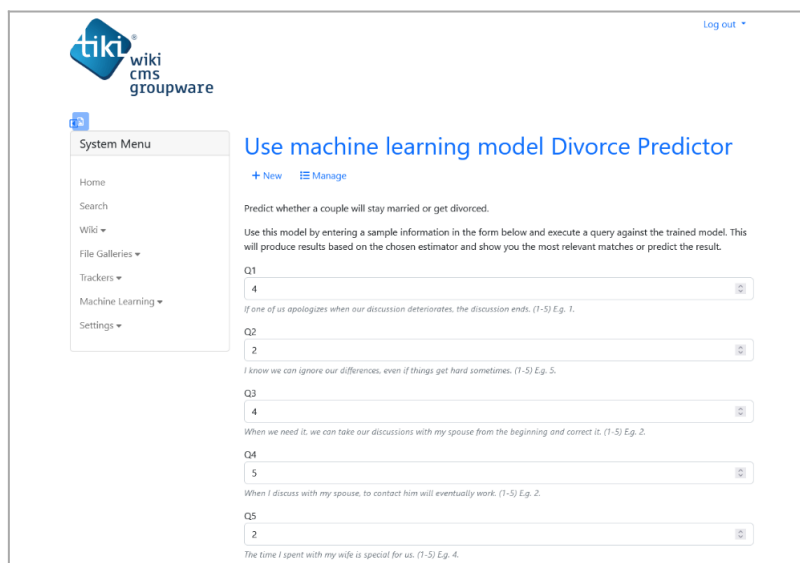 Log out
tiki®
wiki
cms
groupware
System Menu
Home
Search
Wiki
File Galleries
Trackers
Machine Learning
Settings
Use machine learning model Divorce Predictor
+ New Manage
Predict whether a couple will stay married or get divorced.
Use this model by entering a sample information in the form below and execute a query against the trained model. This
will produce results based on the chosen estimator and show you the most relevant matches or predict the result.
Q1
4
If one of us apologizes when our discussion deteriorates, the discussion ends. (1-5) E.g. 1.
Q2
2
I know we can ignore our differences, even if things get hard sometimes. (1-5) E.g. 5.
Q3
4
When we need it, we can take our discussions with my spouse from the beginning and correct it. (1-5) E.g. 2.
Q4
5
When I discuss with my spouse, to contact him will eventually work. (1-5) E.g. 2.
Q5
2
The time I spent with my wife is special for us. (1-5) E.g. 4.